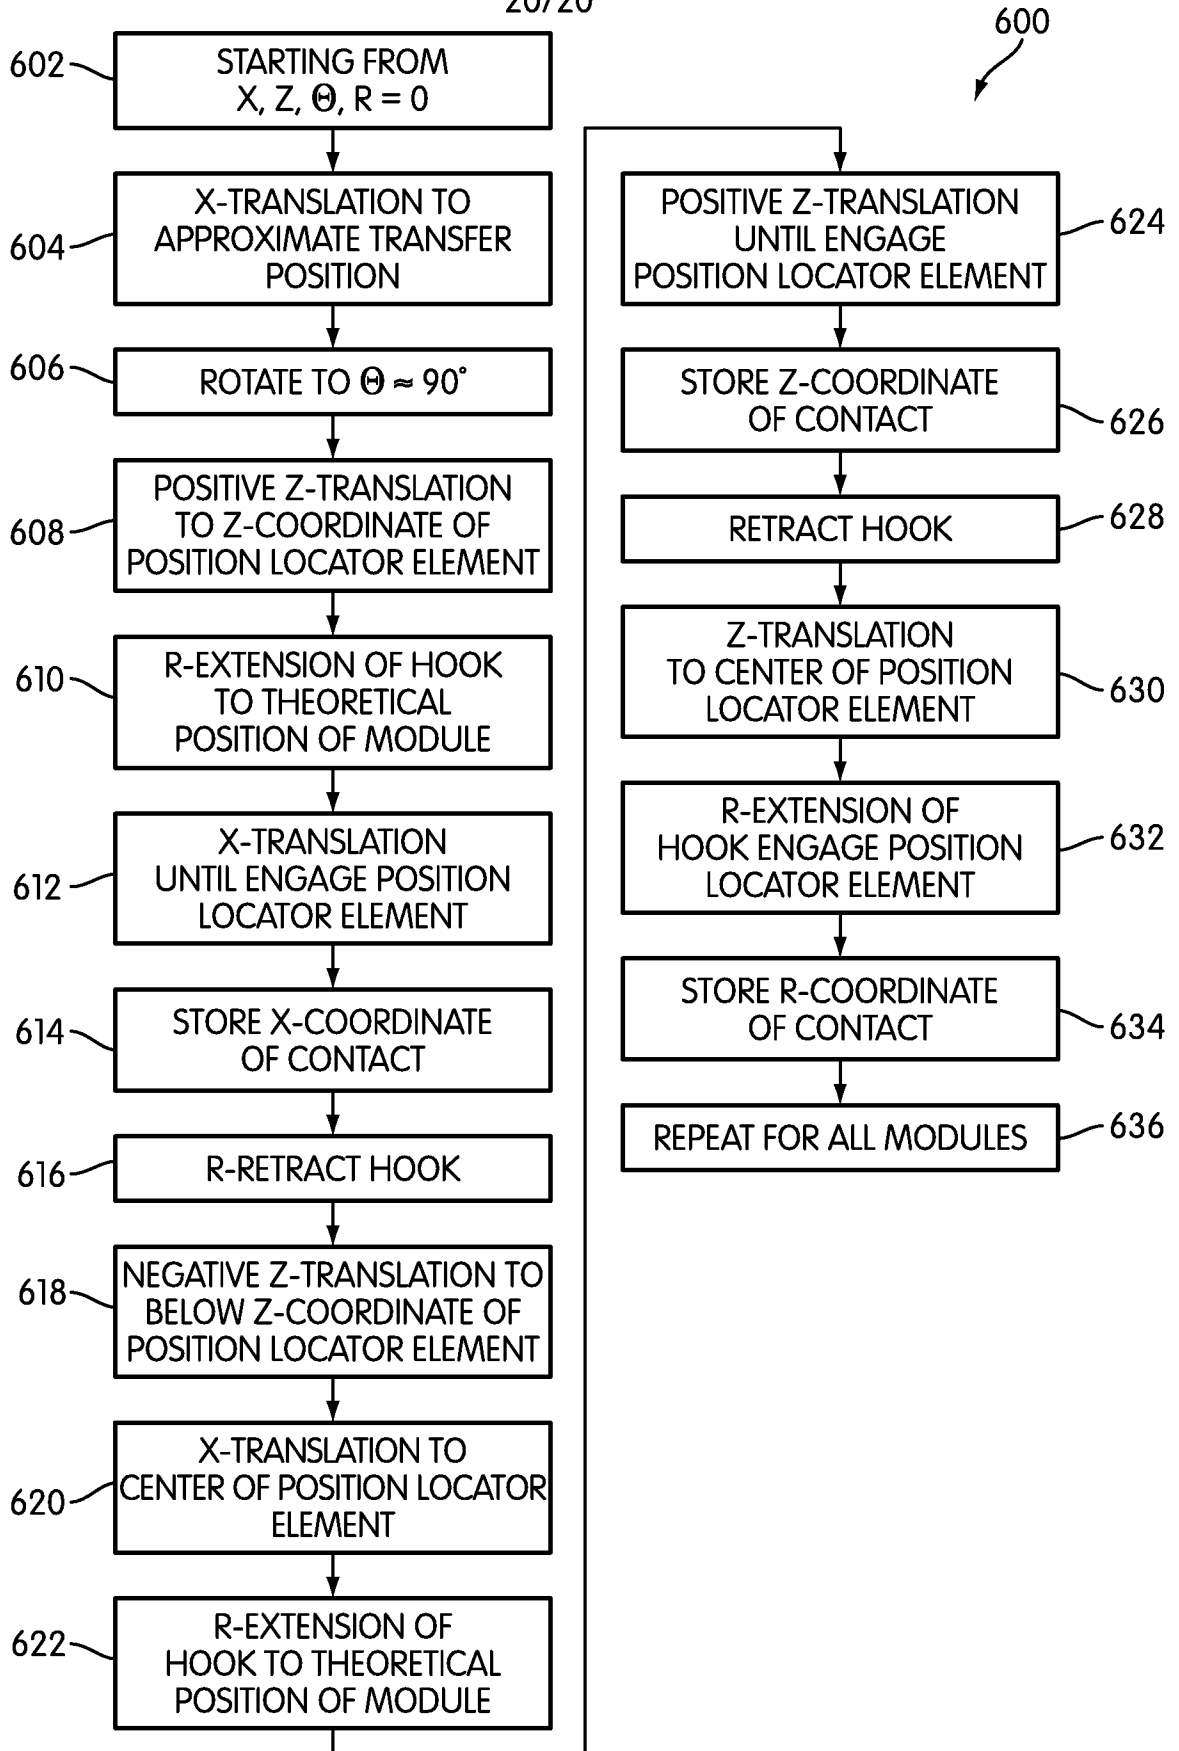 20/20
600
602
STARTING FROM
X, Z, Θ, R = 0
604
X-TRANSLATION TO
APPROXIMATE TRANSFER
POSITION
606
ROTATE TO Θ ≈ 90°
608
POSITIVE Z-TRANSLATION
TO Z-COORDINATE OF
POSITION LOCATOR ELEMENT
610
R-EXTENSION OF HOOK
TO THEORETICAL
POSITION OF MODULE
612
X-TRANSLATION
UNTIL ENGAGE POSITION
LOCATOR ELEMENT
614
STORE X-COORDINATE
OF CONTACT
616
R-RETRACT HOOK
618
NEGATIVE Z-TRANSLATION TO
BELOW Z-COORDINATE OF
POSITION LOCATOR ELEMENT
620
X-TRANSLATION TO
CENTER OF POSITION LOCATOR
ELEMENT
622
R-EXTENSION OF
HOOK TO THEORETICAL
POSITION OF MODULE
POSITIVE Z-TRANSLATION
UNTIL ENGAGE
POSITION LOCATOR ELEMENT
624
STORE Z-COORDINATE
OF CONTACT
626
RETRACT HOOK
628
Z-TRANSLATION
TO CENTER OF POSITION
LOCATOR ELEMENT
630
R-EXTENSION OF
HOOK ENGAGE POSITION
LOCATOR ELEMENT
632
STORE R-COORDINATE
OF CONTACT
634
REPEAT FOR ALL MODULES
636